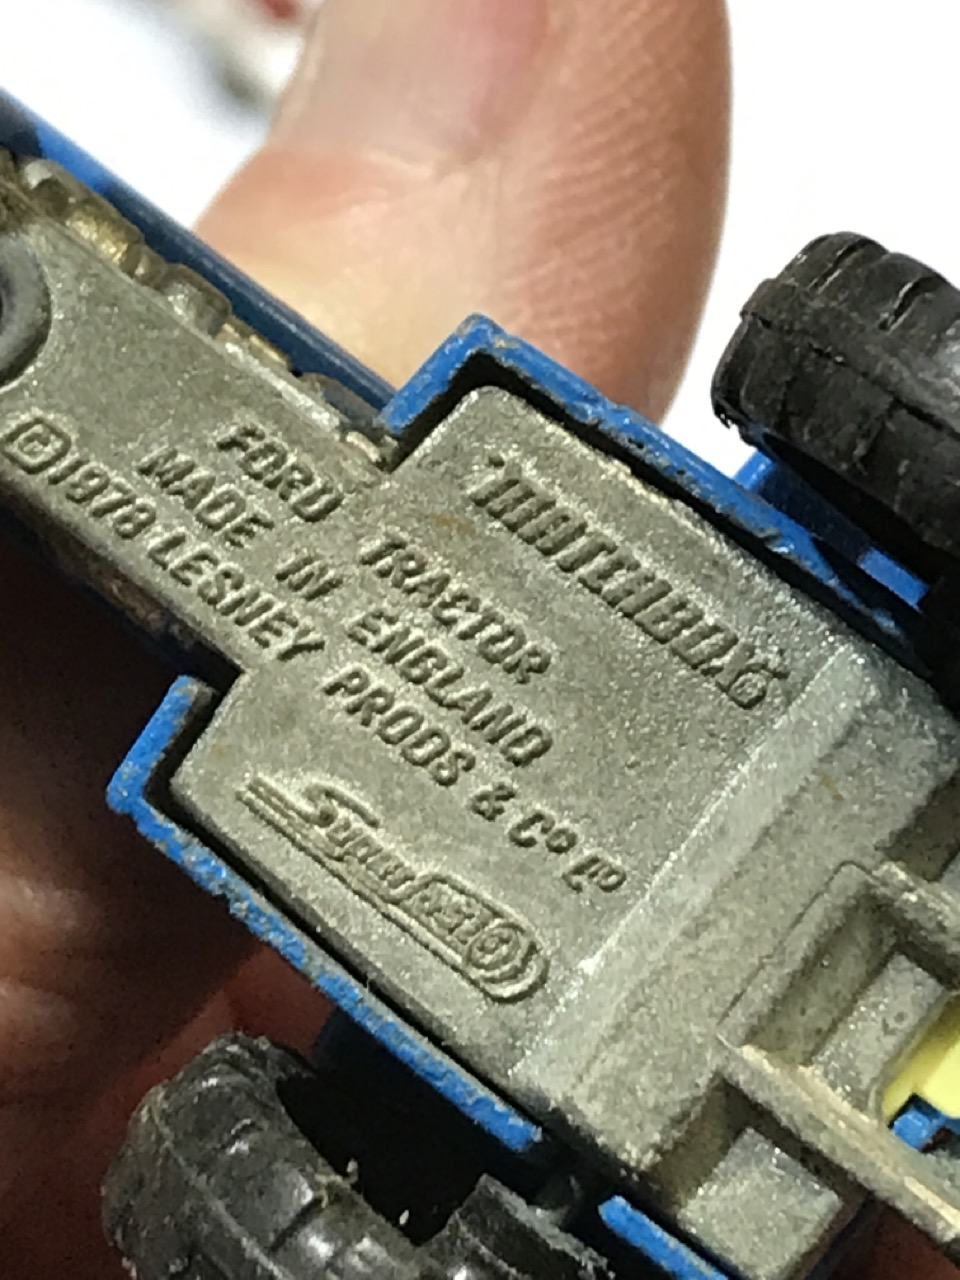 MATCHBOX
FORD TRACTOR
MADE IN ENGLAND
© 1978 LESNEY PRODS & Co LTD
Superfast